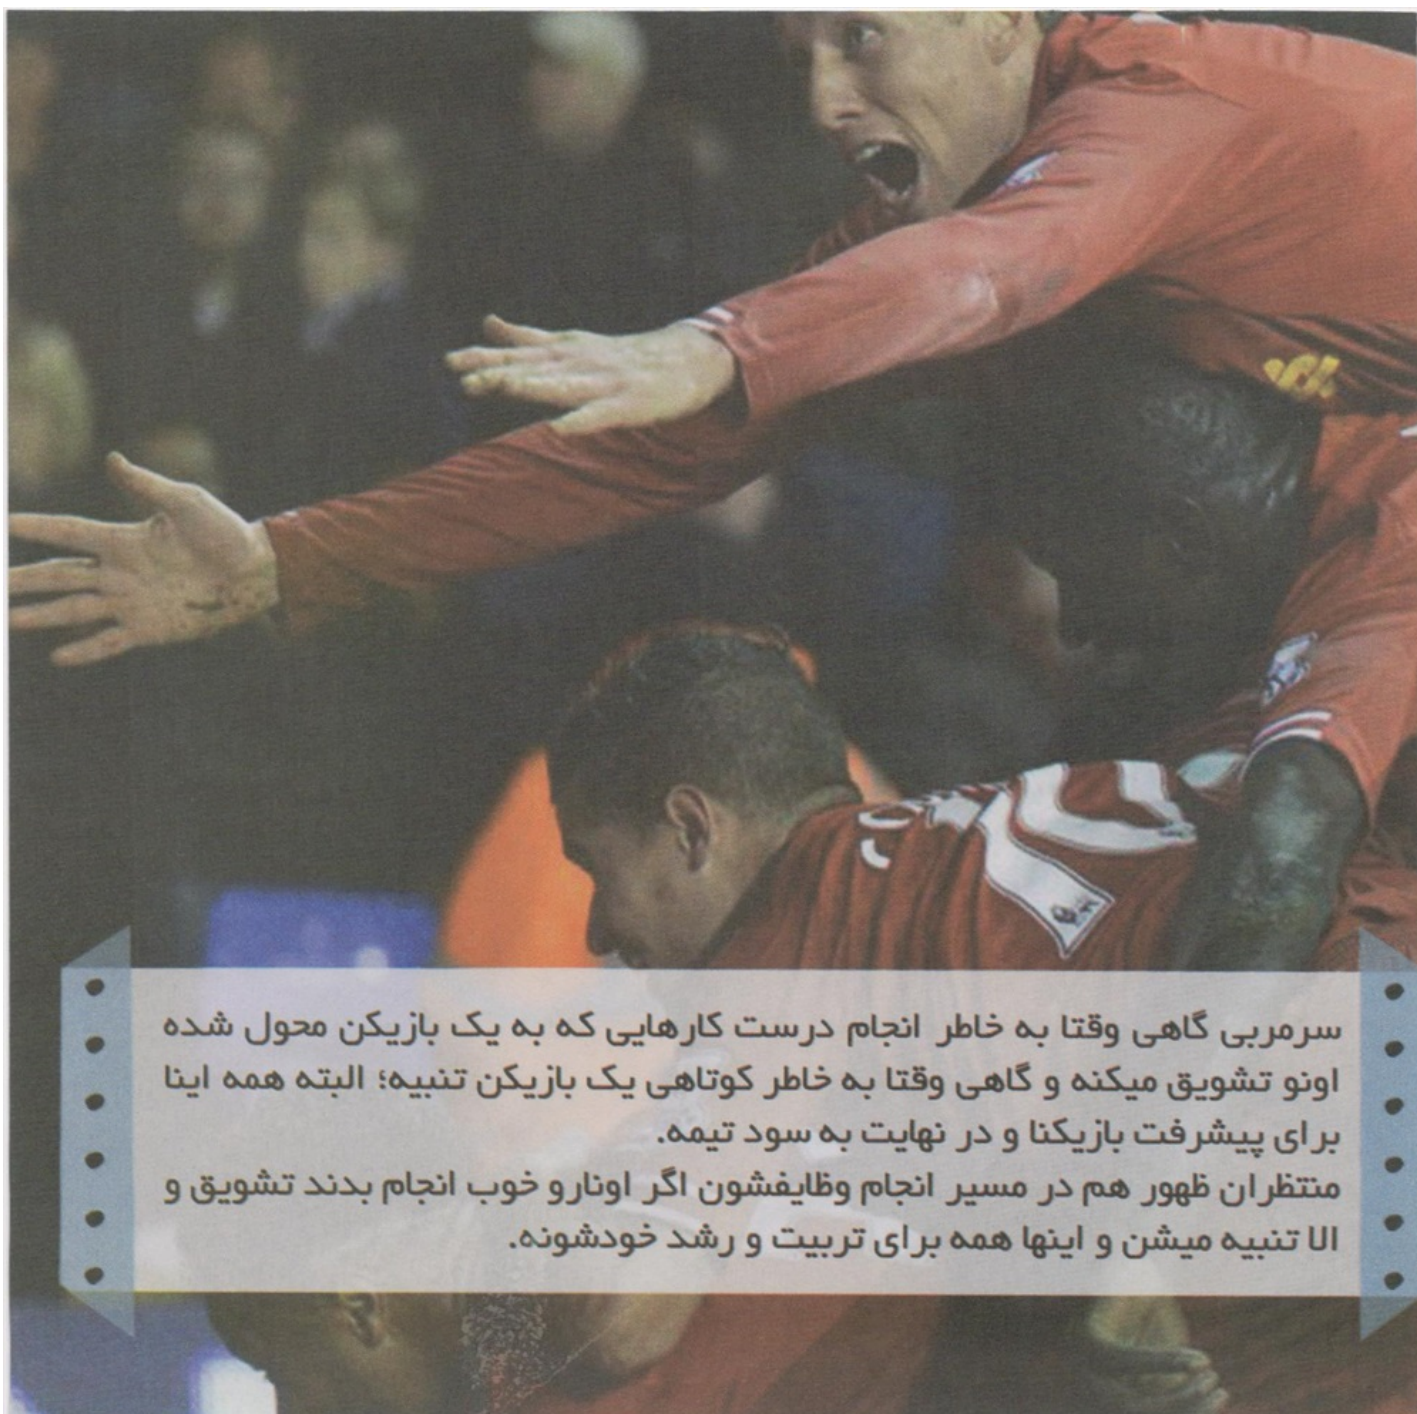 سرمربی گاهی وقتا به خاطر انجام درست کارهایی که به یک بازیکن محول شده
اونو تشویق میکنه و گاهی وقتا به خاطر کوتاهی یک بازیکن تنبیه؛ البته همه اینا
برای پیشرفت بازیکنا و در نهایت به سود تیمه.
منتظران ظهور هم در مسیر انجام وظایفشون اگر اونارو خوب انجام بدند تشویق و
الا تنبیه میشن و اینها همه برای تربیت و رشد خودشونه.